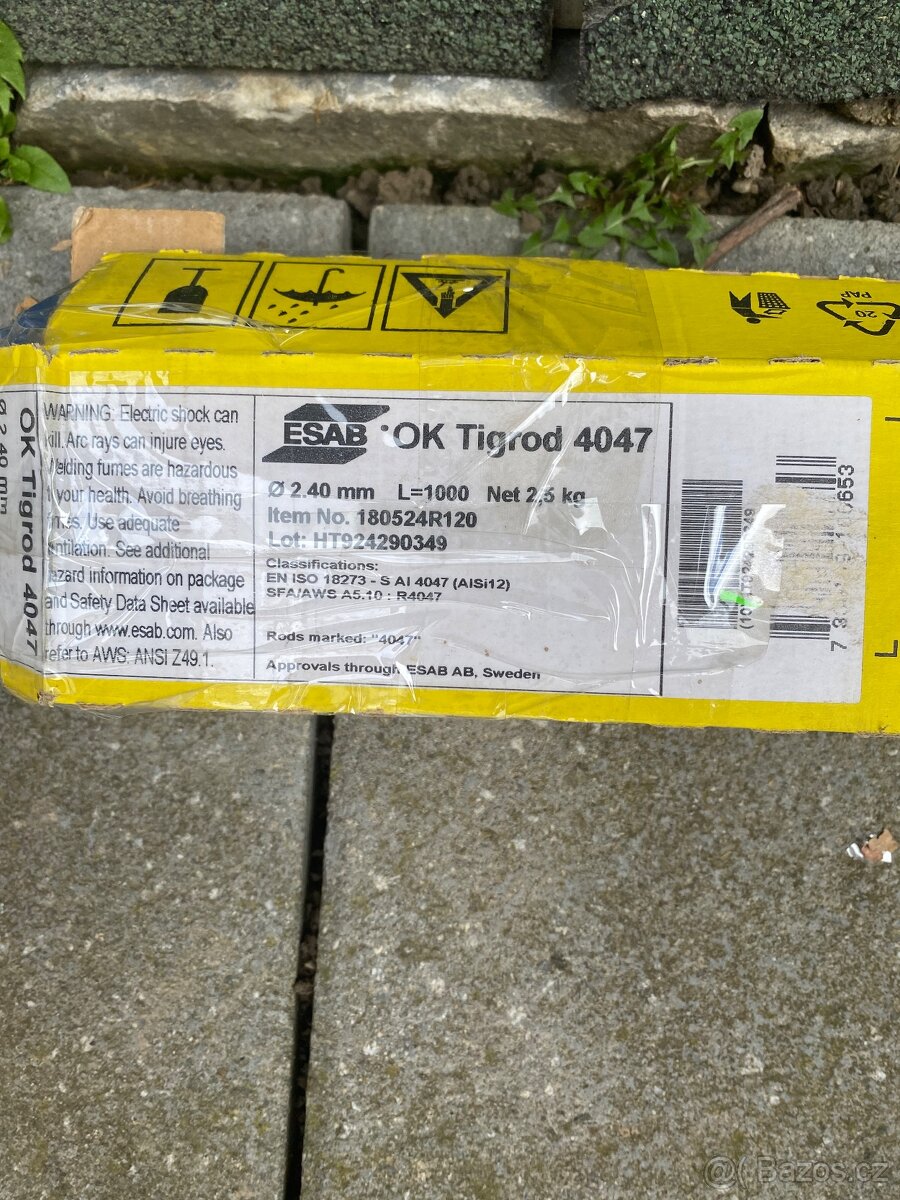 20
PAP
Ø 2.40 mm
OK Tigrod 4047
WARNING: Electric shock can
kill. Arc rays can injure eyes.
Welding fumes are hazardous
your health. Avoid breathing
Use adequate
ventilation. See additional
hazard information on package
and Safety Data Sheet available
through www.esab.com. Also
refer to AWS: ANSI Z49.1.
ESAB OK Tigrod 4047
Ø 2.40 mm L=1000 Net 2,5 kg
Item No. 180524R120
Lot: HT924290349
Classifications:
EN ISO 18273 - S Al 4047 (AlSi12)
SFA/AWS A5.10 : R4047
Rods marked: "4047"
Approvals through ESAB AB, Sweden
@ Bazos.cz